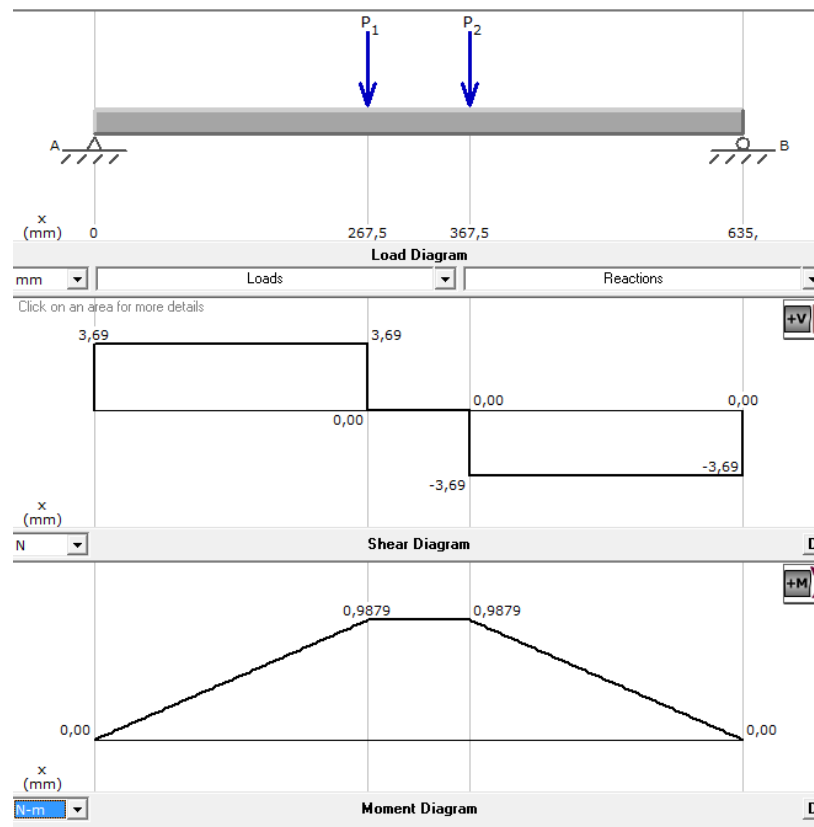 P1 P2
A B
x
(mm) 0 267,5 367,5 635,
Load Diagram
mm Loads Reactions
Click on an area for more details
+V
3,69 3,69
0,00 0,00
0,00
-3,69
-3,69
x
(mm)
N Shear Diagram D
+M
0,9879 0,9879
0,00 0,00
x
(mm)
N-m Moment Diagram D